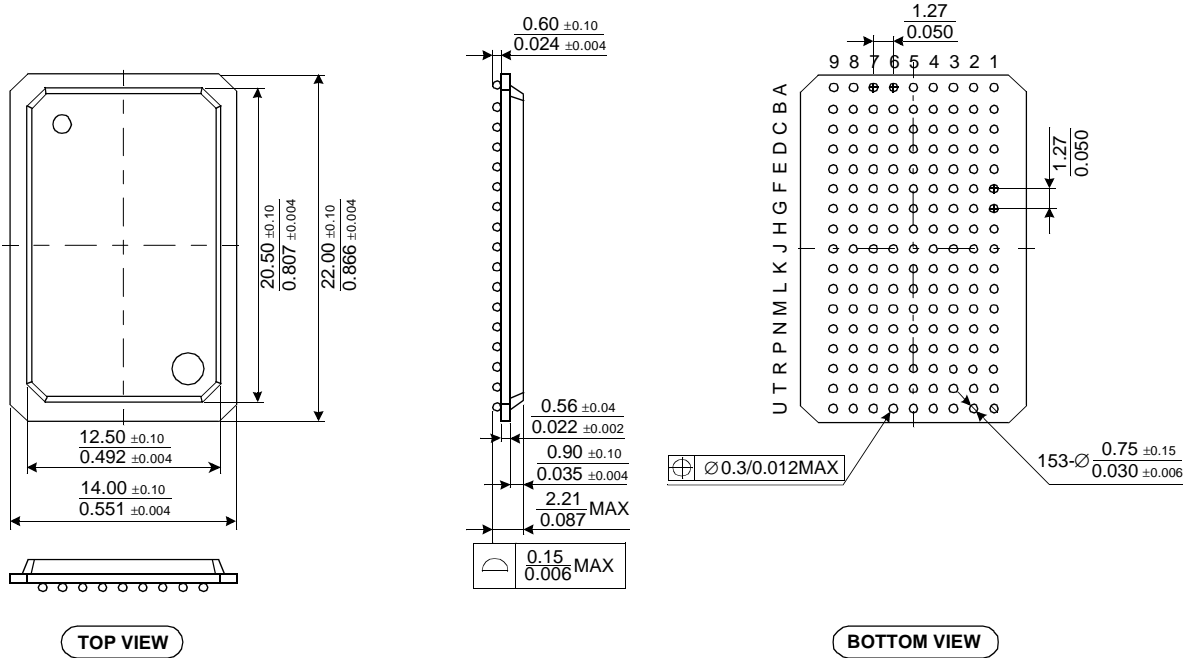 0.60 ±0.10
0.024 ±0.004
1.27
0.050
9 8 7 6 5 4 3 2 1
A
B
C
D
E
F
G
H
J
K
L
M
N
P
R
T
U
1.27
0.050
20.50 ±0.10
0.807 ±0.004
22.00 ±0.10
0.866 ±0.004
12.50 ±0.10
0.492 ±0.004
14.00 ±0.10
0.551 ±0.004
0.56 ±0.04
0.022 ±0.002
0.90 ±0.10
0.035 ±0.004
2.21
0.087 MAX
0.15
0.006 MAX
Ø0.3/0.012MAX
153-Ø 0.75 ±0.15
0.030 ±0.006
TOP VIEW
BOTTOM VIEW